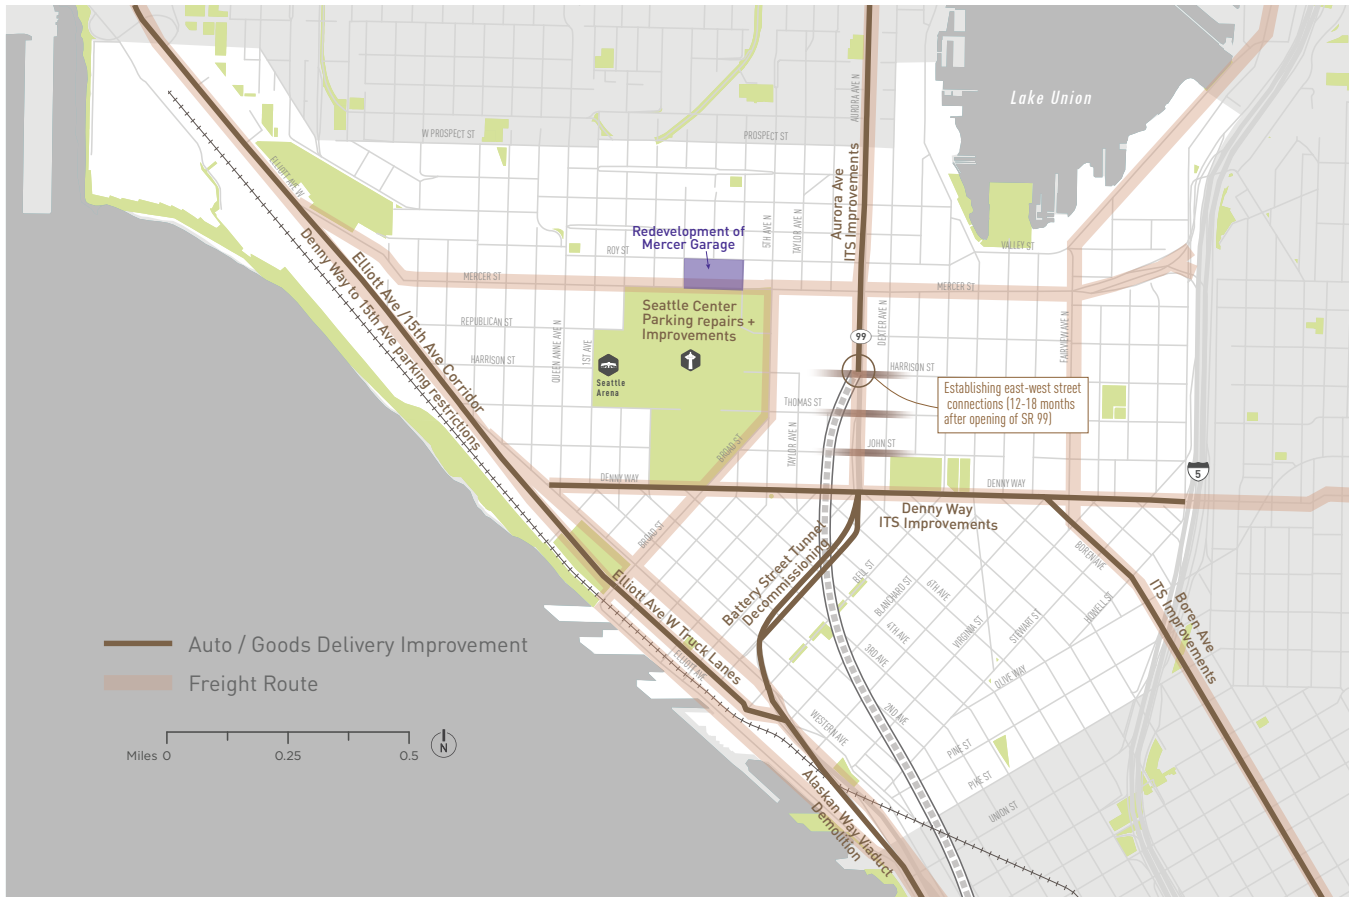 Lake Union
W PROSPECT ST
PROSPECT ST
AURORA AVE N
ELLIOTT AVE W
Aurora Ave
ITS Improvements
5TH AVE N
TAYLOR AVE N
Redevelopment of
Mercer Garage
ROY ST
VALLEY ST
MERCER ST
MERCER ST
Elliott Ave /15th Ave Corridor
Denny Way to 15th Ave parking restrictions
Seattle Center
Parking repairs +
Improvements
REPUBLICAN ST
QUEEN ANNE AVE N
1ST AVE
HARRISON ST
99
DEXTER AVE N
FAIRVIEW AVE N
HARRISON ST
Seattle
Arena
Establishing east-west street
connections (12-18 months
after opening of SR 99)
THOMAS ST
TAYLOR AVE N
JOHN ST
BROAD ST
5
DENNY WAY
DENNY WAY
Denny Way
ITS Improvements
BROAD ST
Battery Street Tunnel
Decommissioning
BOREN AVE
BELL ST
BLANCHARD ST
6TH AVE
HOWELL ST
Boren Ave
ITS Improvements
Elliott Ave W Truck Lanes
ELLIOTT AVE
4TH AVE
VIRGINIA ST
STEWART ST
3RD AVE
OLIVE WAY
Auto / Goods Delivery Improvement
Freight Route
2ND AVE
WESTERN AVE
PINE ST
PIKE ST
UNION ST
Miles 0
0.25
0.5
N
Alaskan Way Viaduct
Demolition